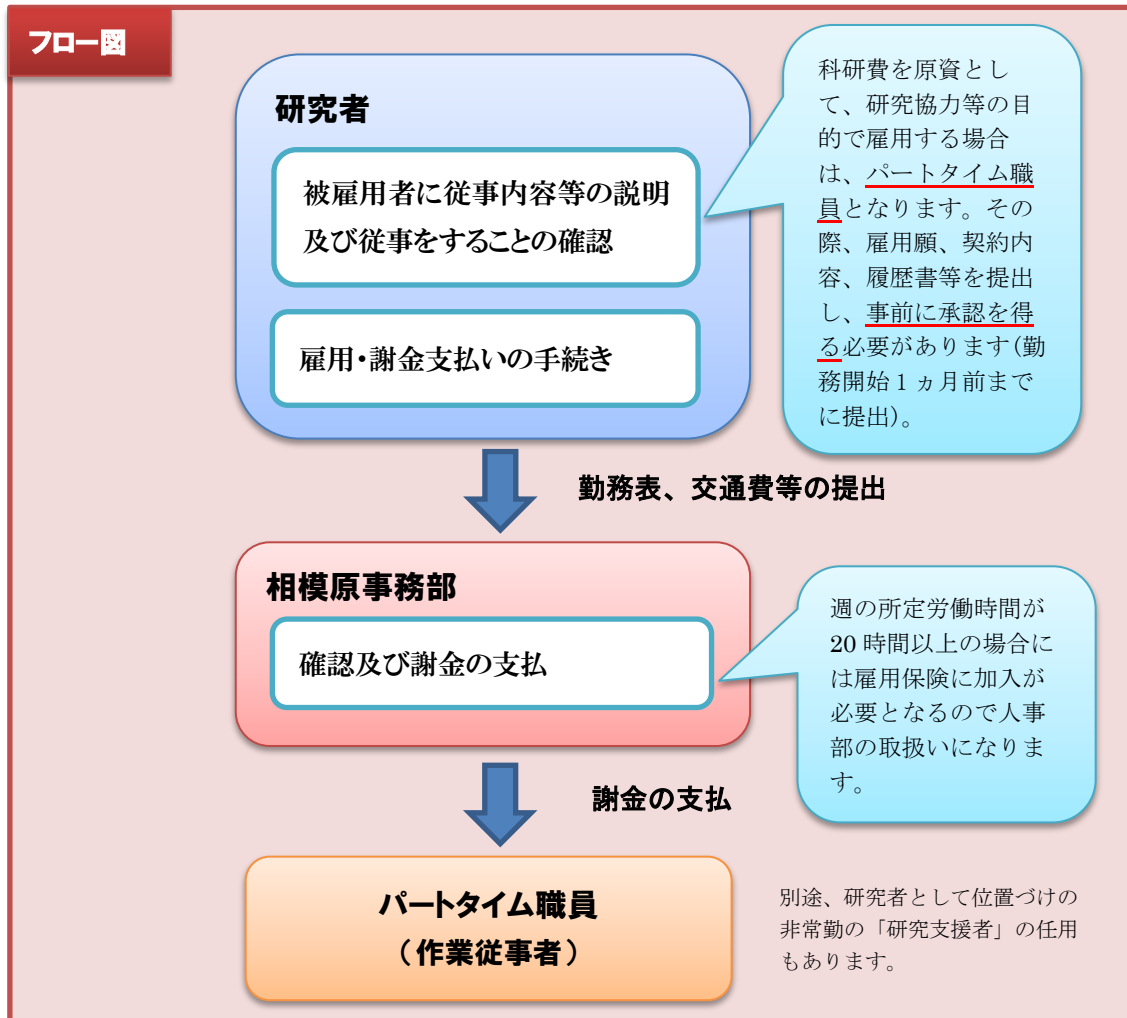 フロー図
研究者
被雇用者に従事内容等の説明
及び従事をすることの確認
雇用・謝金支払いの手続き
科研費を原資とし
て、研究協力等の目
的で雇用する場合
は、パートタイム職
員となります。その
際、雇用願、契約内
容、履歴書等を提出
し、事前に承認を得
る必要があります(勤
務開始1ヵ月前まで
に提出)。
勤務表、交通費等の提出
相模原事務部
確認及び謝金の支払
週の所定労働時間が
20時間以上の場合に
は雇用保険に加入が
必要となるので人事
部の取扱いになりま
す。
謝金の支払
パートタイム職員
（作業従事者）
別途、研究者として位置づけの
非常勤の「研究支援者」の任用
もあります。